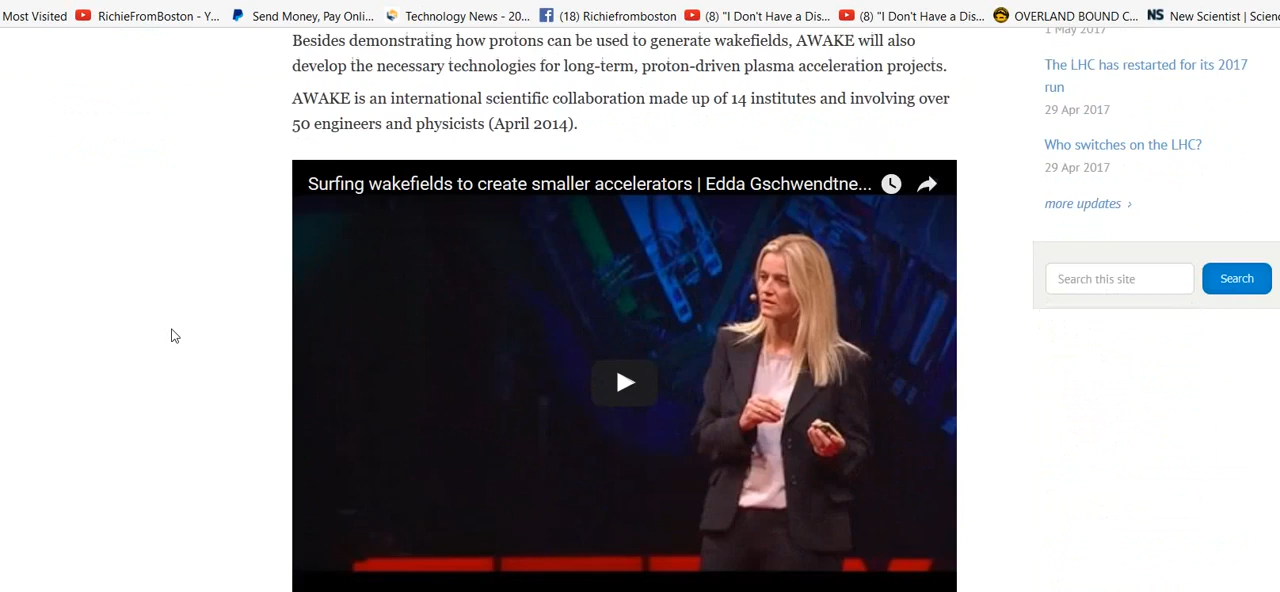 Most Visited RichieFromBoston - Y... Send Money, Pay Onli... Technology News - 20... (18) Richiefromboston (8) "I Don't Have a Dis... (8) "I Don't Have a Dis... OVERLAND BOUND C... NS New Scientist | Scien
Besides demonstrating how protons can be used to generate wakefields, AWAKE will also
develop the necessary technologies for long-term, proton-driven plasma acceleration projects.
AWAKE is an international scientific collaboration made up of 14 institutes and involving over
50 engineers and physicists (April 2014).
Surfing wakefields to create smaller accelerators | Edda Gschwendtne...
1 May 2017
The LHC has restarted for its 2017
run
29 Apr 2017
Who switches on the LHC?
29 Apr 2017
more updates ›
Search this site
Search